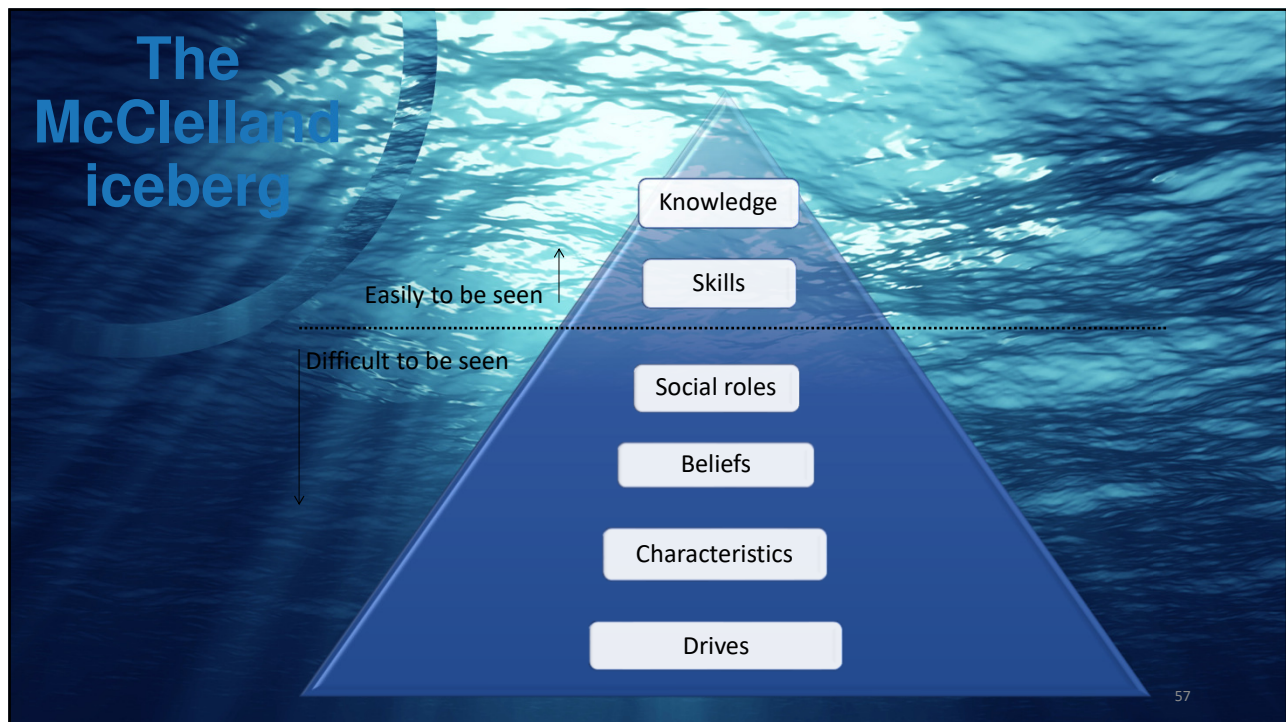 The
McClelland
iceberg
Knowledge
Skills
Easily to be seen
Difficult to be seen
Social roles
Beliefs
Characteristics
Drives
57